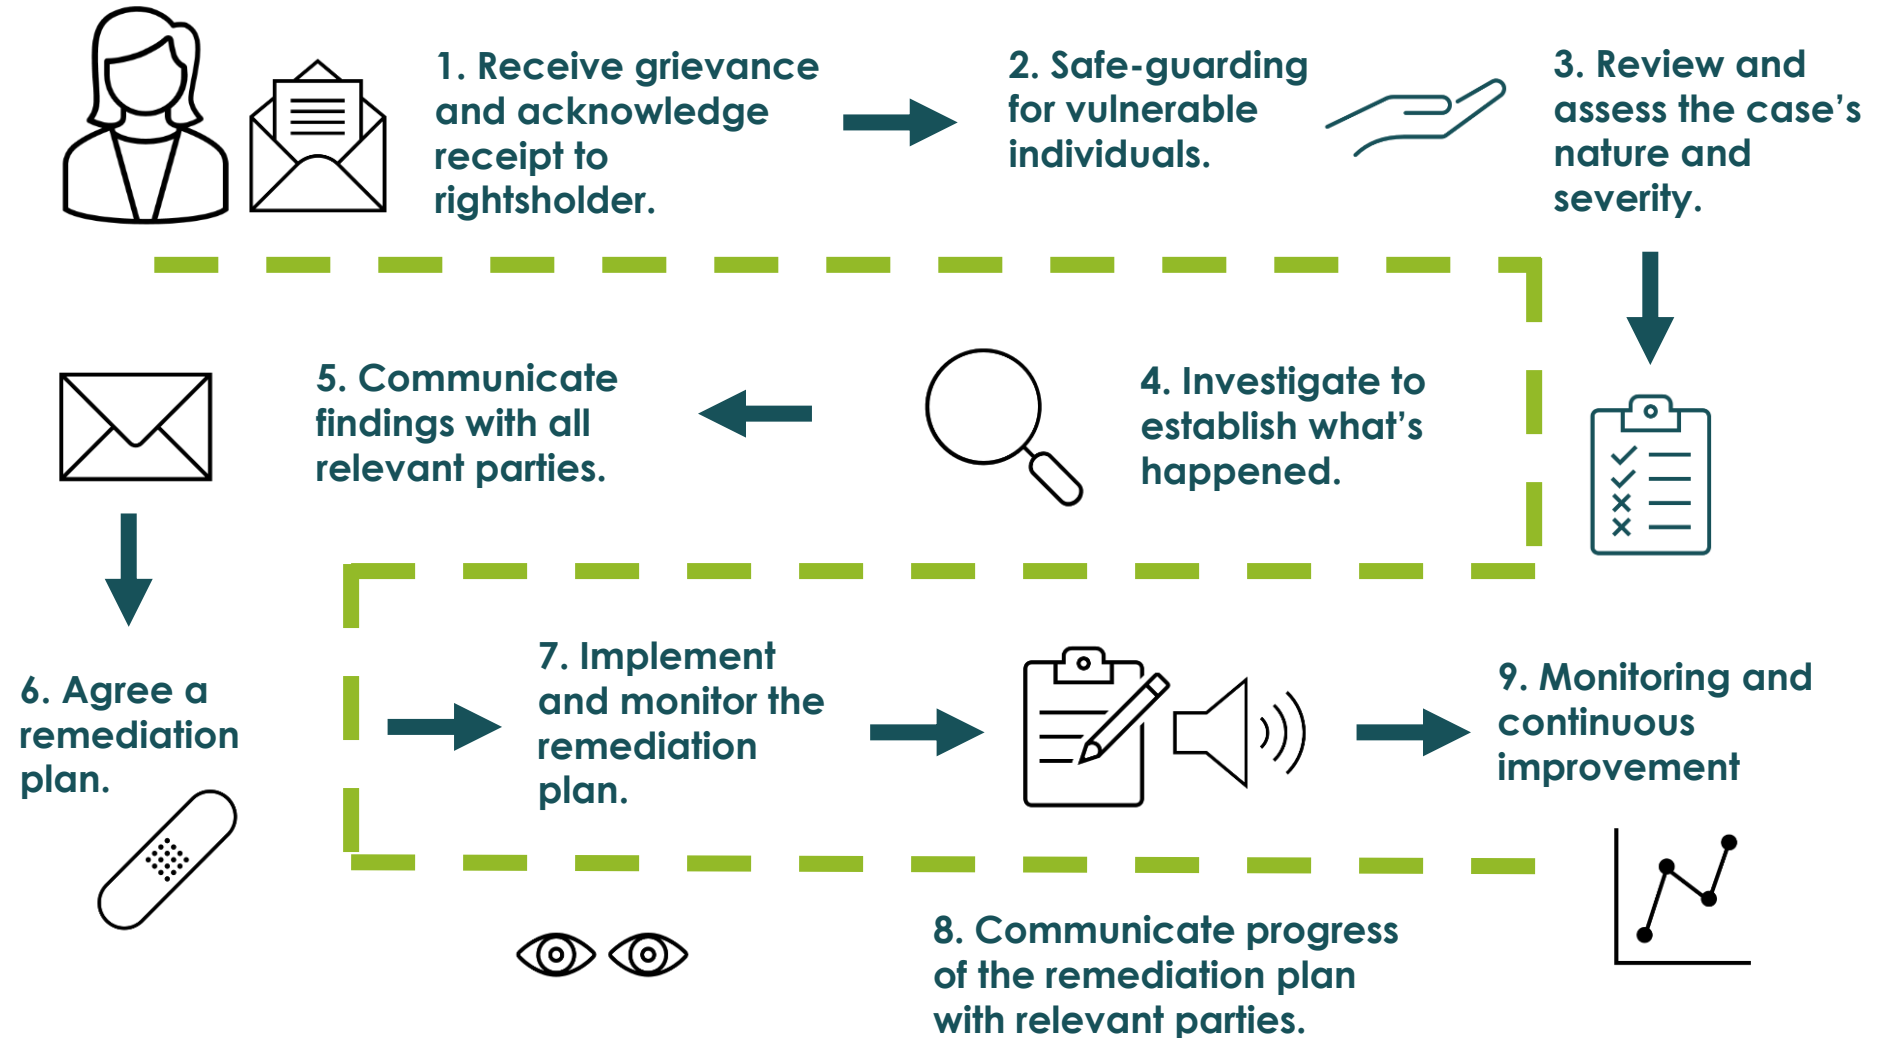 1. Receive grievance
and acknowledge
receipt to
rightsholder.
2. Safe-guarding
for vulnerable
individuals.
3. Review and
assess the case’s
nature and
severity.
4. Investigate to
establish what’s
happened.
5. Communicate
findings with all
relevant parties.
6. Agree a
remediation
plan.
7. Implement
and monitor the
remediation
plan.
8. Communicate progress
of the remediation plan
with relevant parties.
9. Monitoring and
continuous
improvement